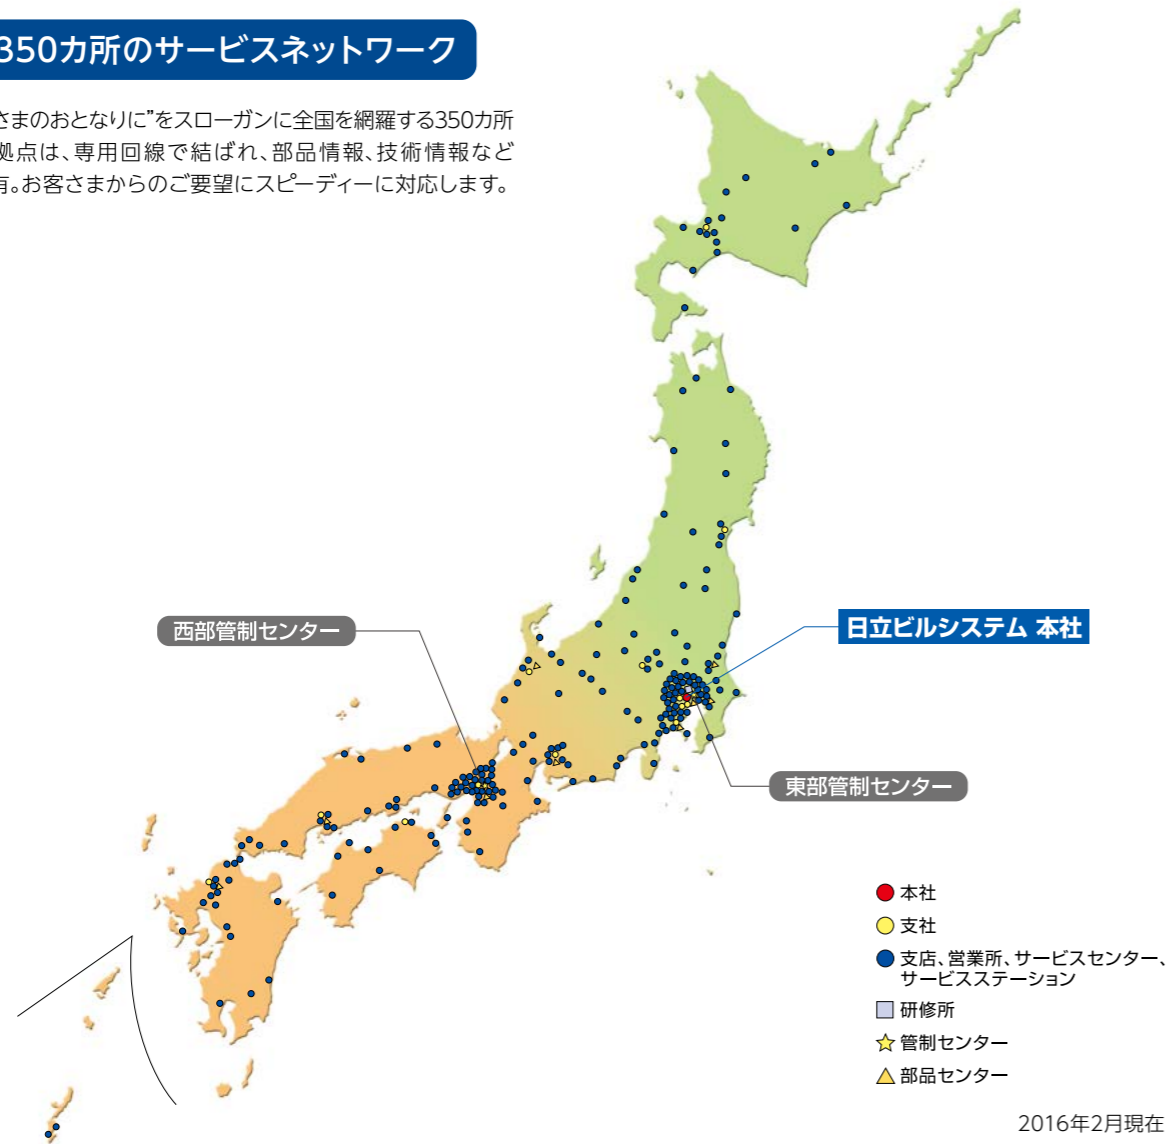 350カ所のサービスネットワーク
さまのおとなりに”をスローガンに全国を網羅する350カ所
拠点は、専用回線で結ばれ、部品情報、技術情報など
有。お客さまからのご要望にスピーディーに対応します。
西部管制センター
日立ビルシステム 本社
東部管制センター
本社
支社
支店、営業所、サービスセンター、
サービスステーション
研修所
管制センター
部品センター
2016年2月現在